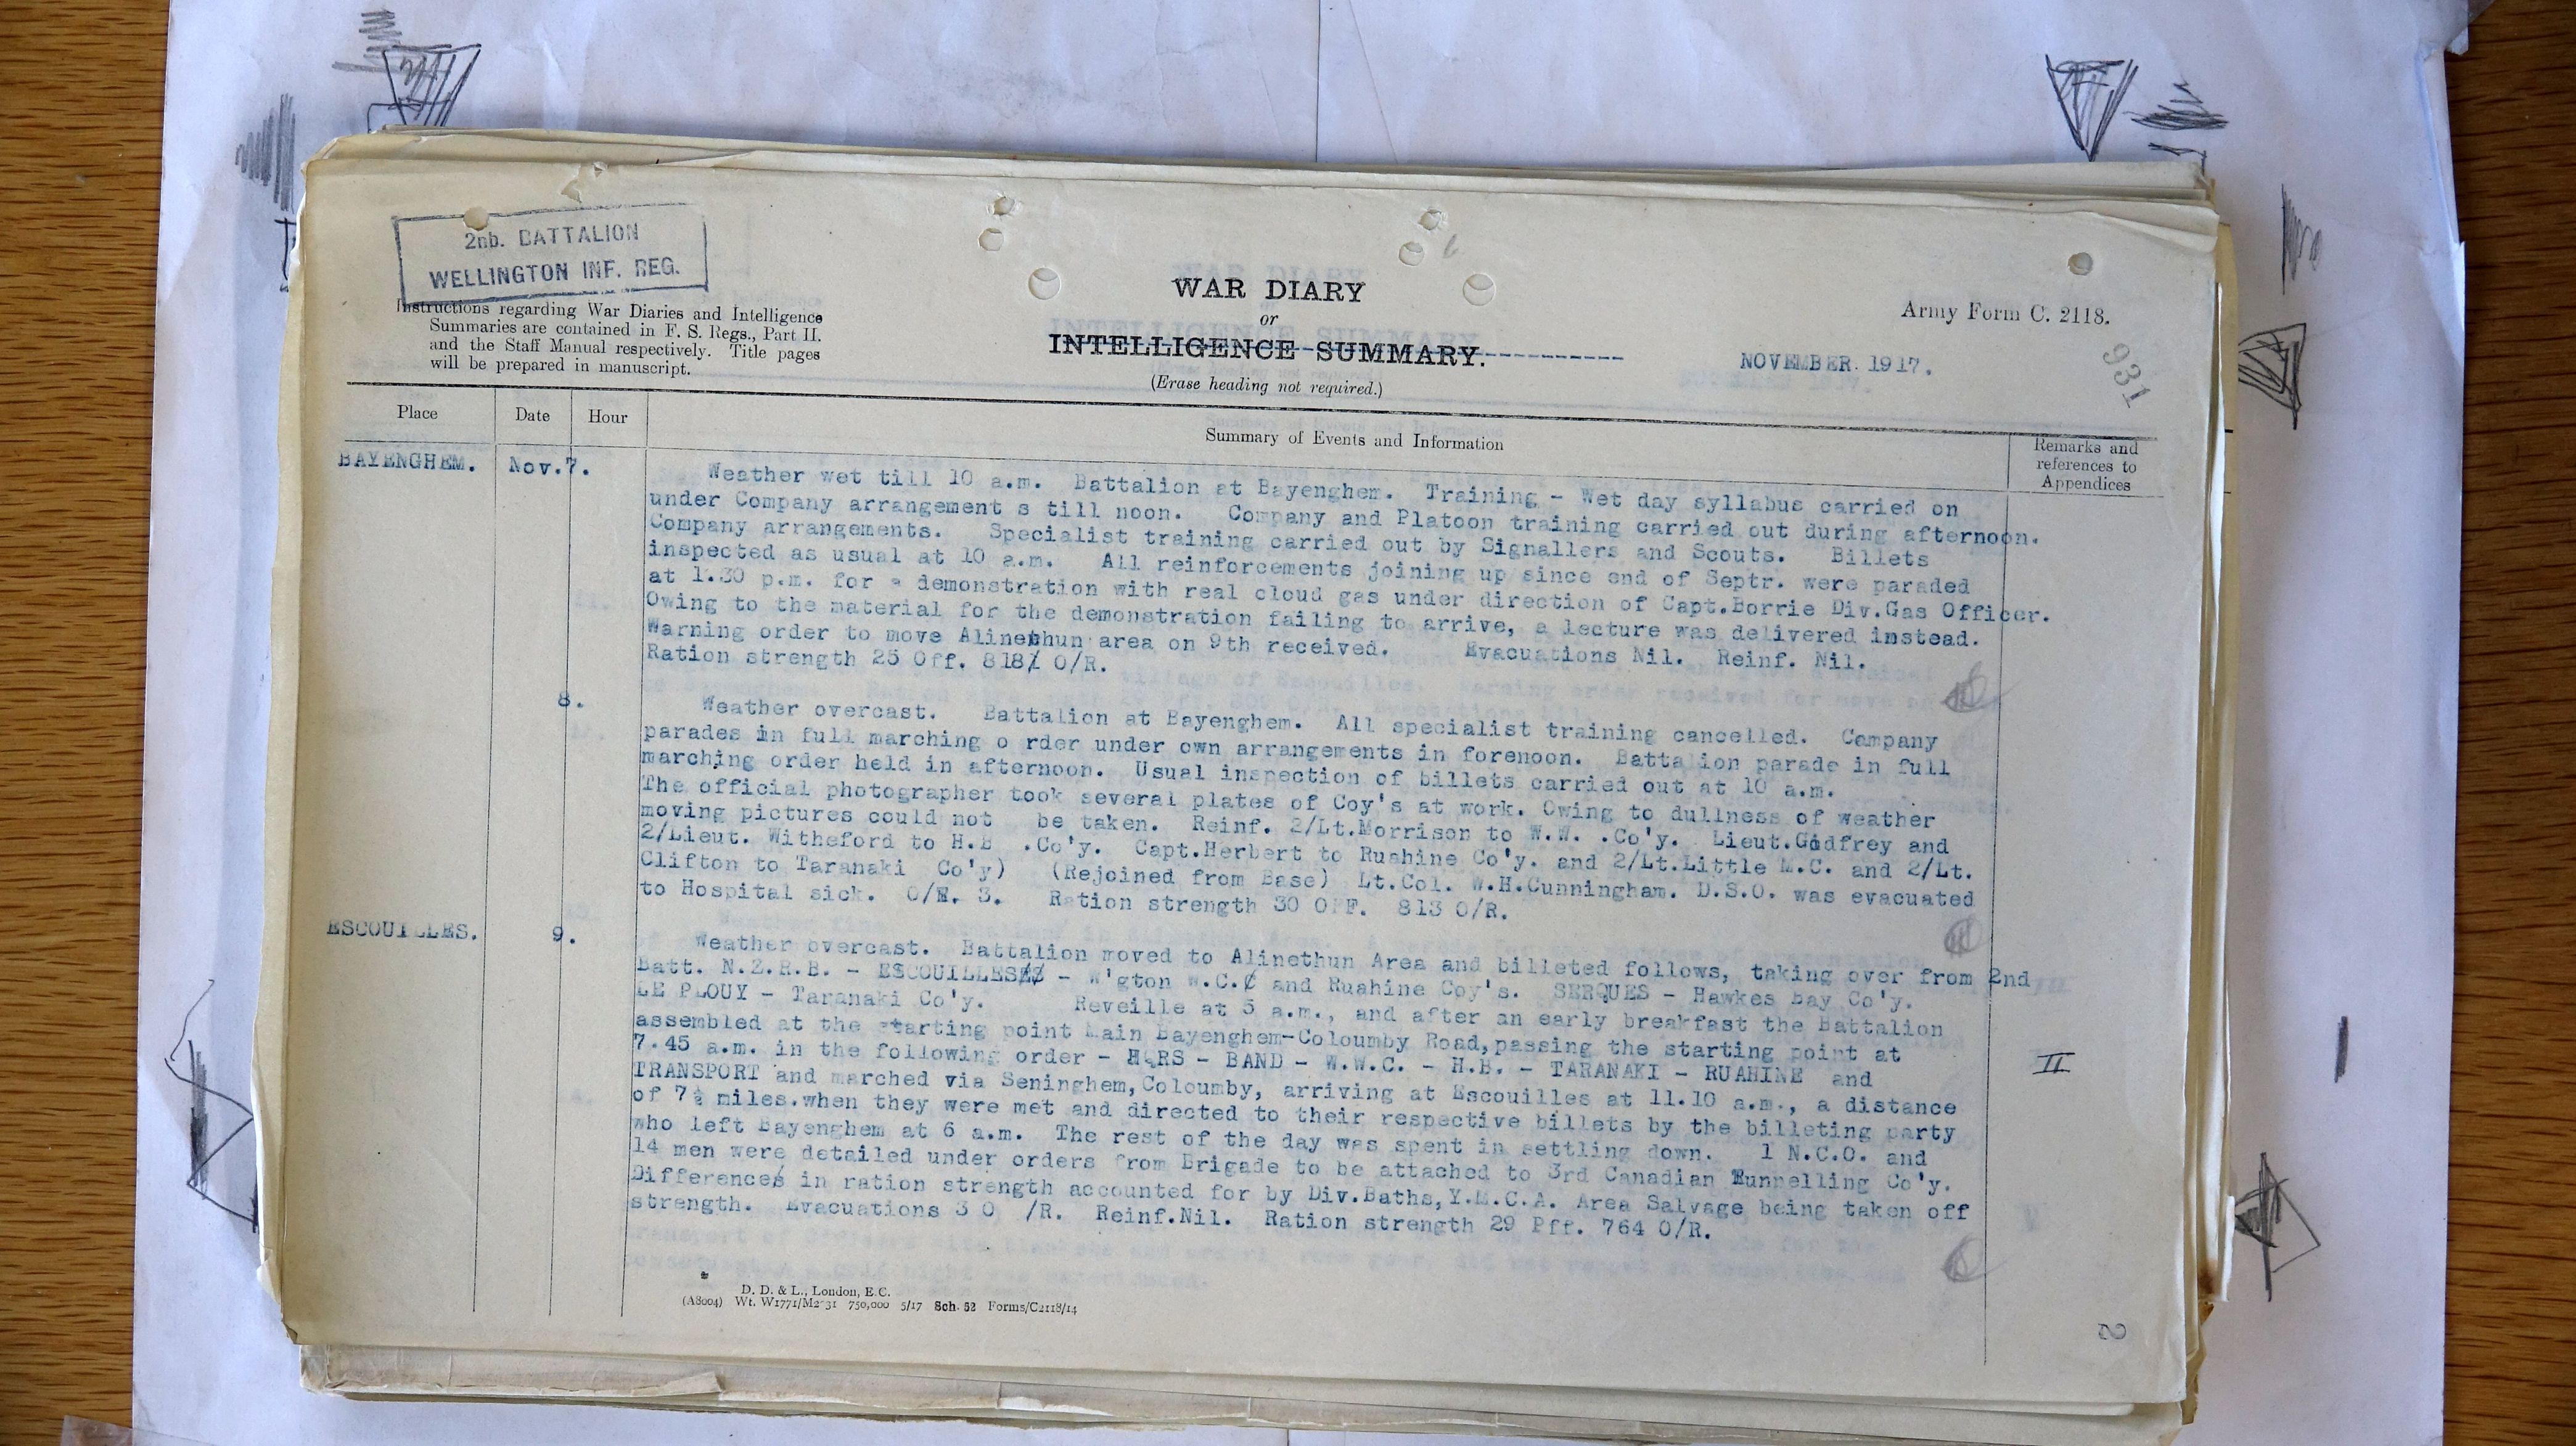 2nb. BATTALION
WELLINGTON INF. REG.
Instructions regarding War Diaries and Intelligence
Summaries are contained in F. S. Regs., Part II.
and the Staff Manual respectively. Title pages
will be prepared in manuscript.
WAR DIARY
or
INTELLIGENCE SUMMARY.
(Erase heading not required.)
Army Form C. 2118.
NOVEMBER. 1917.
931
Place Date Hour Summary of Events and Information Remarks and
references to
Appendices
BAYENGHEM. Nov.7. Weather wet till 10 a.m. Battalion at Bayenghem. Training - Wet day syllabus carried on
under Company arrangement s till noon. Company and Platoon training carried out during afternoon.
Company arrangements. Specialist training carried out by Signallers and Scouts. Billets
inspected as usual at 10 a.m. All reinforcements joining up since end of Septr. were paraded
at 1.30 p.m. for a demonstration with real cloud gas under direction of Capt.Borrie Div.Gas Officer.
Owing to the material for the demonstration failing to arrive, a lecture was delivered instead.
Warning order to move Alinethun area on 9th received. Evacuations Nil. Reinf. Nil.
Ration strength 25 Off. 818 O/R.
8. Weather overcast. Battalion at Bayenghem. All specialist training cancelled. Company
parades in full marching o rder under own arrangements in forenoon. Battalion parade in full
marching order held in afternoon. Usual inspection of billets carried out at 10 a.m.
The official photographer took several plates of Coy's at work. Owing to dullness of weather
moving pictures could not be taken. Reinf. 2/Lt.Morrison to W.W. .Co'y. Lieut.Godfrey and
2/Lieut. Witheford to H.B .Co'y. Capt.Herbert to Ruahine Co'y. and 2/Lt.Little M.C. and 2/Lt.
Clifton to Taranaki Co'y) (Rejoined from Base) Lt.Col. W.H.Cunningham. D.S.O. was evacuated
to Hospital sick. O/R. 3. Ration strength 30 OFF. 813 O/R.
ESCOUILLES. 9. Weather overcast. Battalion moved to Alinethun Area and billeted follows, taking over from 2nd
Batt. N.Z.R.B. - ESCOUILLES - W'gton W.C. and Ruahine Coy's. SERQUES - Hawkes Bay Co'y.
LE PLOUY - Taranaki Co'y. Reveille at 5 a.m., and after an early breakfast the Battalion
assembled at the starting point Main Bayenghem-Coloumby Road,passing the starting point at
7.45 a.m. in the following order - HQRS - BAND - W.W.C. - H.B. - TARANAKI - RUAHINE and
TRANSPORT and marched via Seninghem,Coloumby, arriving at Escouilles at 11.10 a.m., a distance
of 7½ miles.when they were met and directed to their respective billets by the billeting party
who left Bayenghem at 6 a.m. The rest of the day was spent in settling down. 1 N.C.O. and
14 men were detailed under orders from Brigade to be attached to 3rd Canadian Tunnelling Co'y.
Difference in ration strength accounted for by Div.Baths,Y.M.C.A. Area Salvage being taken off
strength. Evacuations 3 O /R. Reinf.Nil. Ration strength 29 Pff. 764 O/R.
II
D. D. & L., London, E.C.
(A8004) Wt. W1771/M2 31 750,000 5/17 Sch. 52 Forms/C2118/14
2